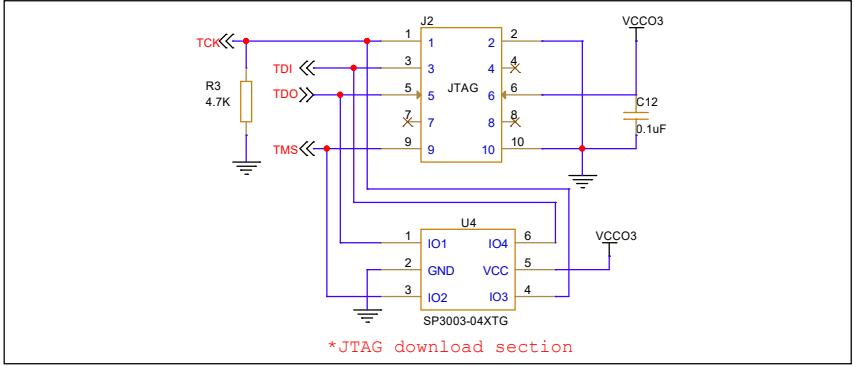 J2
VCCO3
TCK 1 1 2 2
TDI 3 3 4 4
R3
4.7K
TDO 5 5 JTAG 6 6
C12
0.1uF
7 7 8 8
TMS 9 9 10 10
U4
VCCO3
1 IO1 IO4 6
2 GND VCC 5
3 IO2 IO3 4
SP3003-04XTG
*JTAG download section